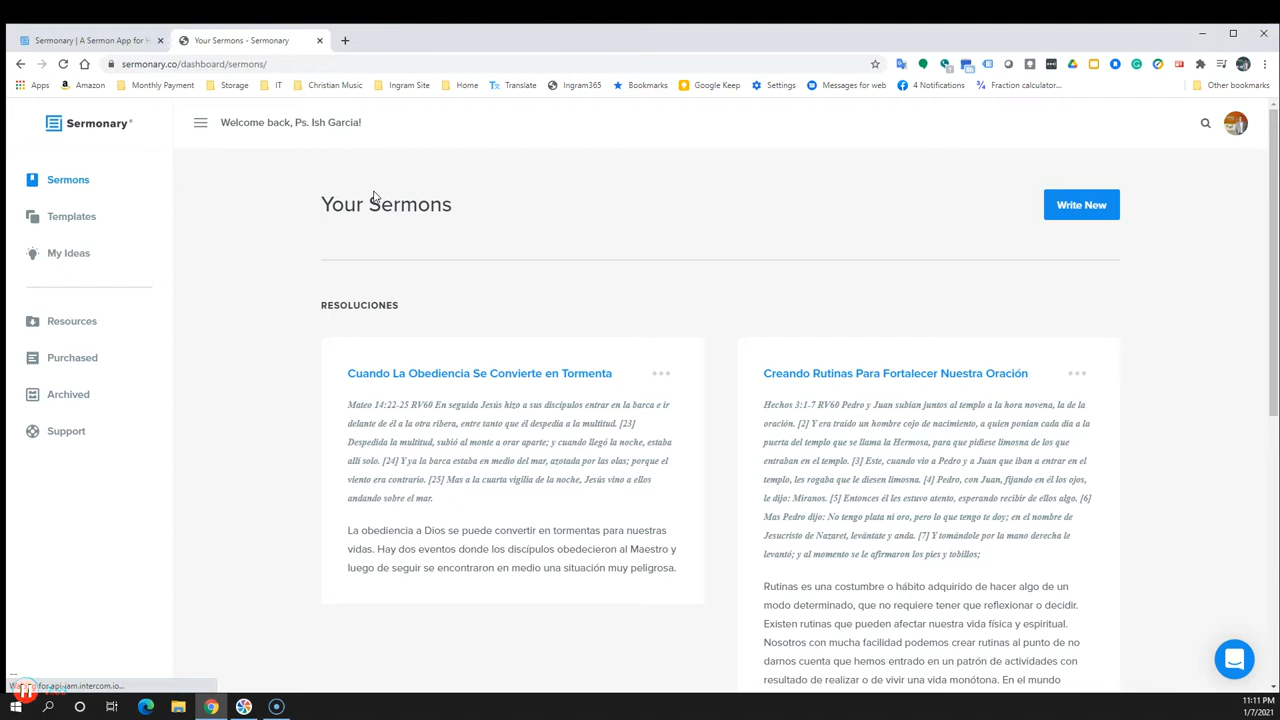 Sermonary | A Sermon App for H
Your Sermons - Sermonary
sermonary.co/dashboard/sermons/
Apps Amazon Monthly Payment Storage IT Christian Music Ingram Site Home Translate Ingram365 Bookmarks Google Keep Settings Messages for web 4 Notifications Fraction calculator... Other bookmarks
Sermonary
Welcome back, Ps. Ish Garcia!
Sermons
Templates
My Ideas
Resources
Purchased
Archived
Support
Your Sermons
Write New
RESOLUCIONES
Cuando La Obediencia Se Convierte en Tormenta
Mateo 14:22-25 RV60 En seguida Jesús hizo a sus discípulos entrar en la barca e ir
delante de él a la otra ribera, entre tanto que él despedía a la multitud. [23]
Despedida la multitud, subió al monte a orar aparte; y cuando llegó la noche, estaba
allí solo. [24] Y ya la barca estaba en medio del mar, azotada por las olas; porque el
viento era contrario. [25] Mas a la cuarta vigilia de la noche, Jesús vino a ellos
andando sobre el mar.
La obediencia a Dios se puede convertir en tormentas para nuestras
vidas. Hay dos eventos donde los discípulos obedecieron al Maestro y
luego de seguir se encontraron en medio una situación muy peligrosa.
Creando Rutinas Para Fortalecer Nuestra Oración
Hechos 3:1-7 RV60 Pedro y Juan subían juntos al templo a la hora novena, la de la
oración. [2] Y era traído un hombre cojo de nacimiento, a quien ponían cada día a la
puerta del templo que se llama la Hermosa, para que pidiese limosna de los que
entraban en el templo. [3] Este, cuando vio a Pedro y a Juan que iban a entrar en el
templo, les rogaba que le diesen limosna. [4] Pedro, con Juan, fijando en él los ojos,
le dijo: Míranos. [5] Entonces él les estuvo atento, esperando recibir de ellos algo. [6]
Mas Pedro dijo: No tengo plata ni oro, pero lo que tengo te doy; en el nombre de
Jesucristo de Nazaret, levántate y anda. [7] Y tomándole por la mano derecha le
levantó; y al momento se le afirmaron los pies y tobillos;
Rutinas es una costumbre o hábito adquirido de hacer algo de un
modo determinado, que no requiere tener que reflexionar o decidir.
Existen rutinas que pueden afectar nuestra vida física y espiritual.
Nosotros con mucha facilidad podemos crear rutinas al punto de no
darnos cuenta que hemos entrado en un patrón de actividades con
resultado de realizar o de vivir una vida monótona. En el mundo
for api-iam.intercom.io...
11:11 PM
1/7/2021